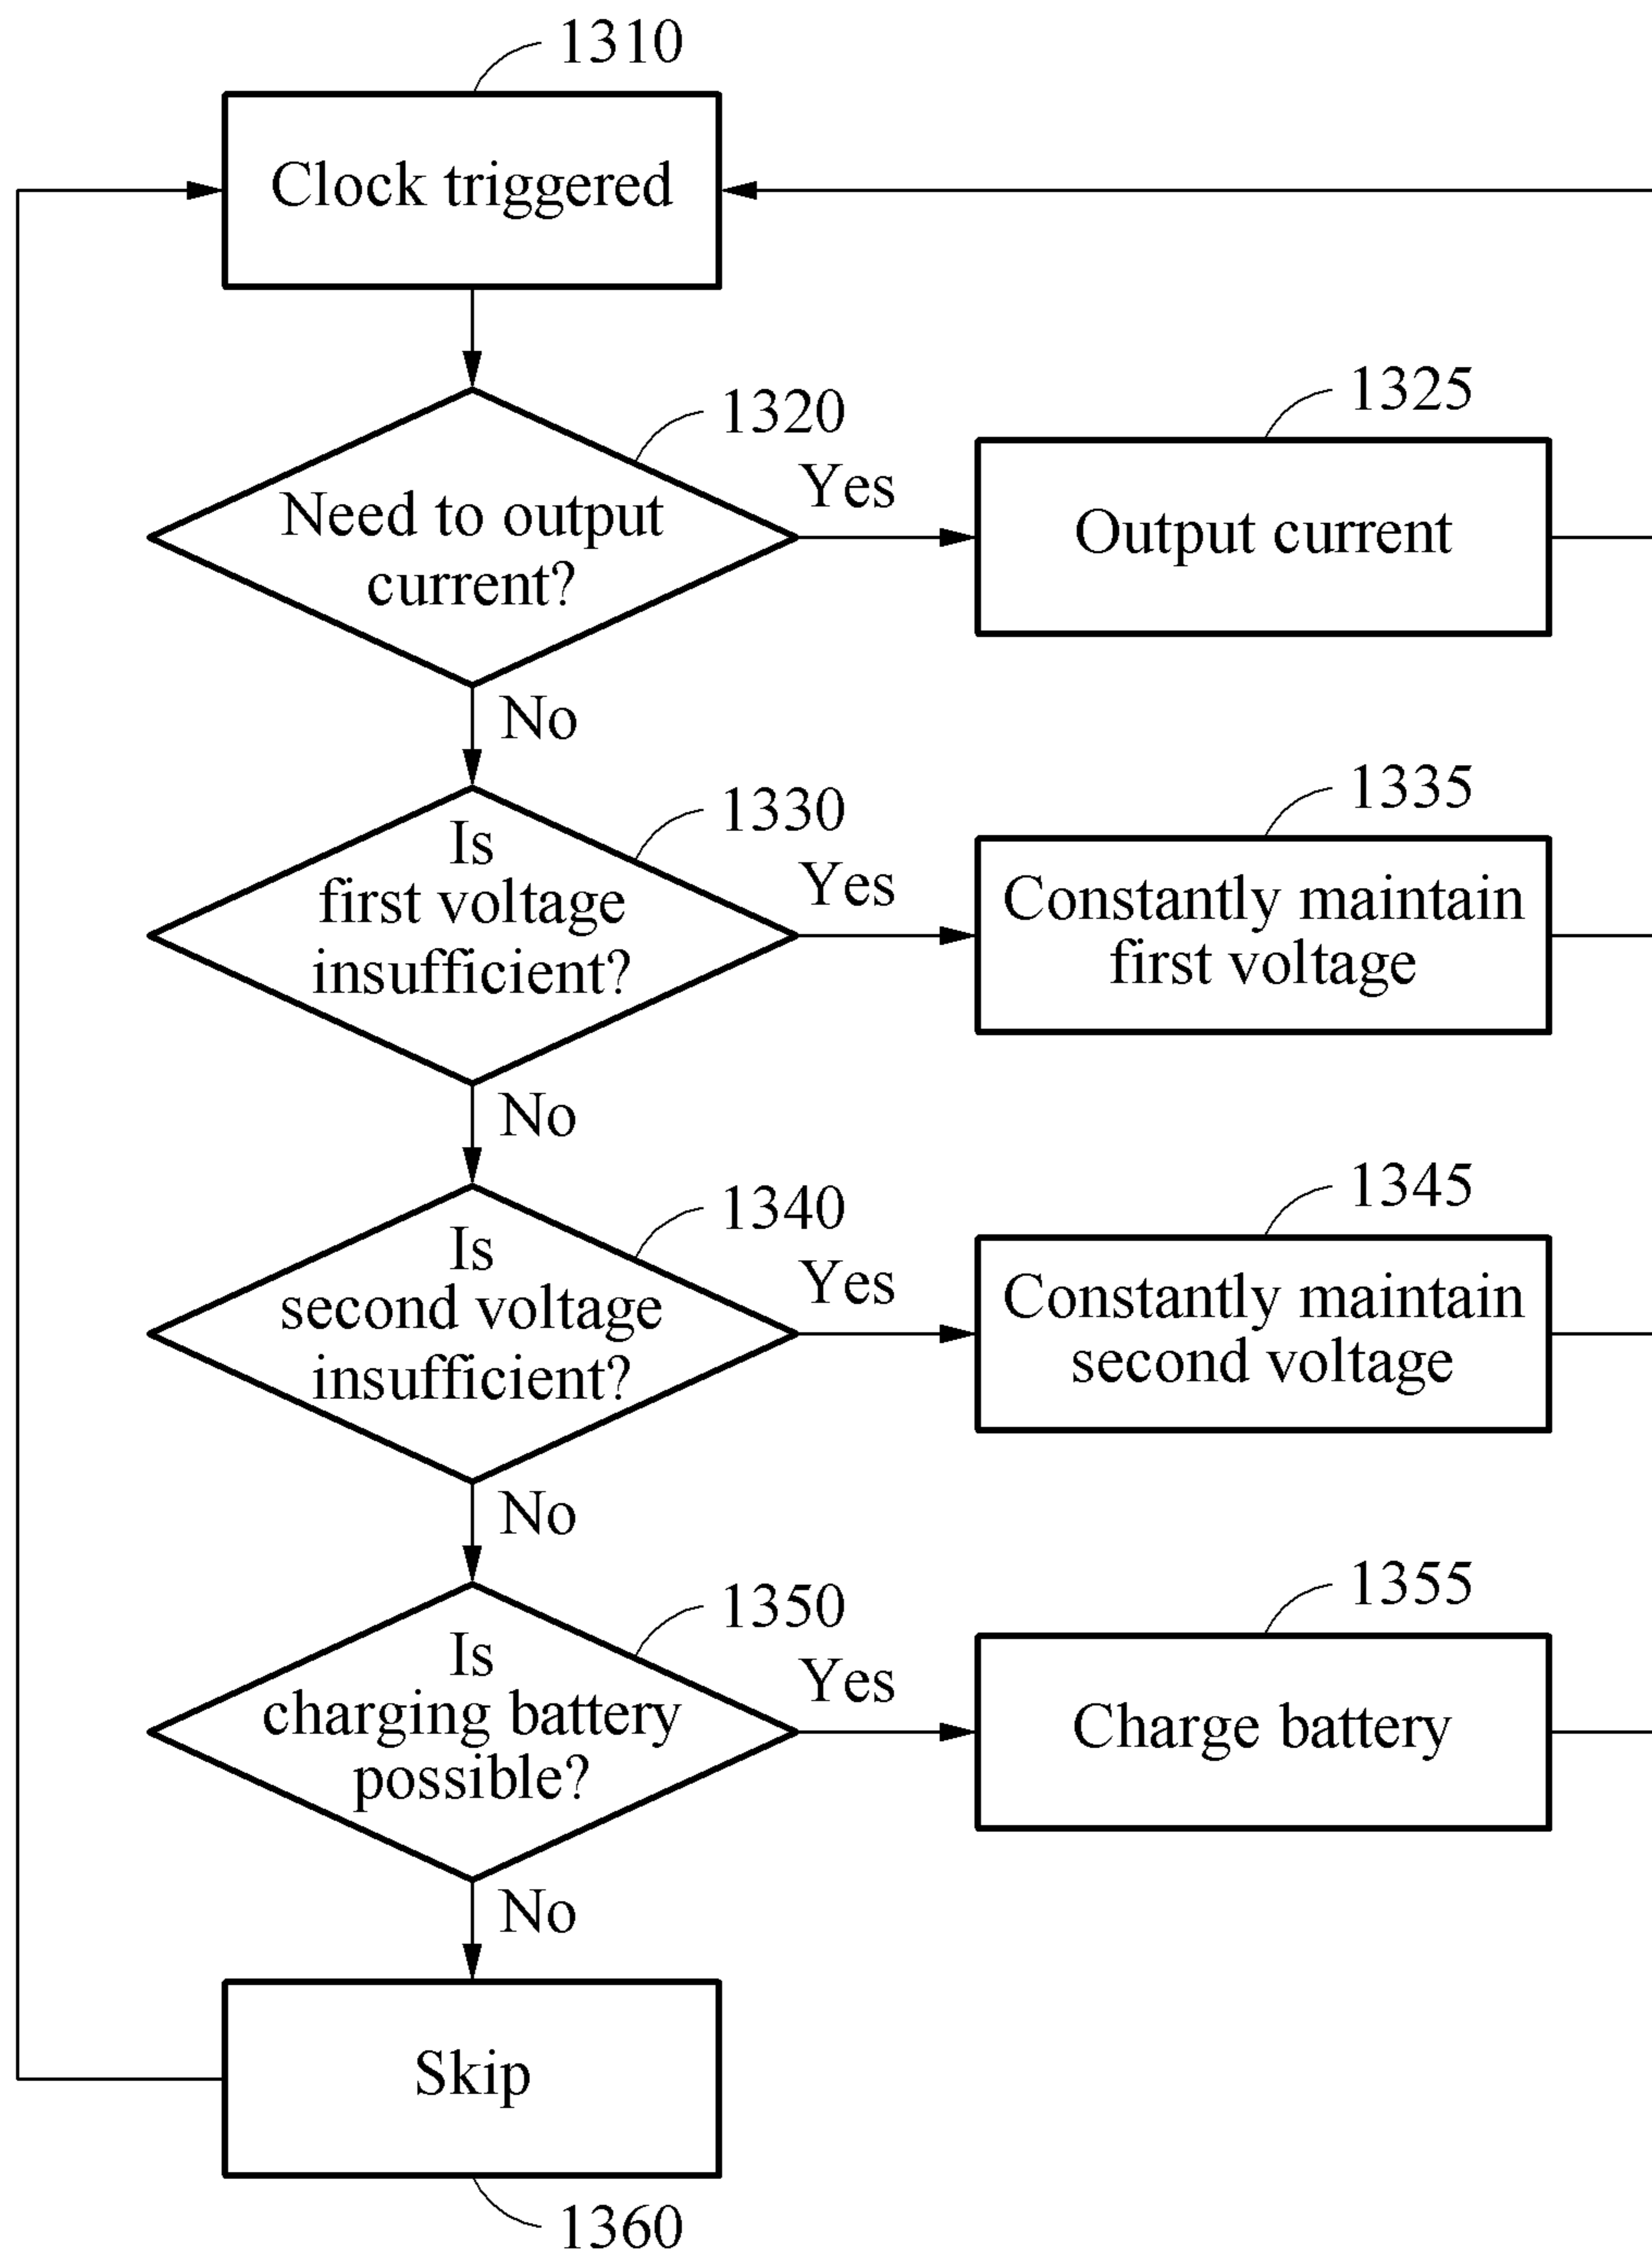 1310
Clock triggered
1320
1325
Yes
Need to output
current?
Output current
No
1330
1335
Is
first voltage
insufficient?
Yes
Constantly maintain
first voltage
No
1340
1345
Is
second voltage
insufficient?
Yes
Constantly maintain
second voltage
No
1350
1355
Is
charging battery
possible?
Yes
Charge battery
No
Skip
1360